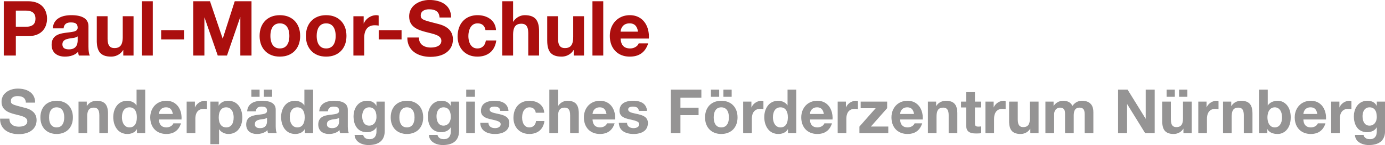 Paul-Moor-Schule
Sonderpädagogisches Förderzentrum Nürnberg